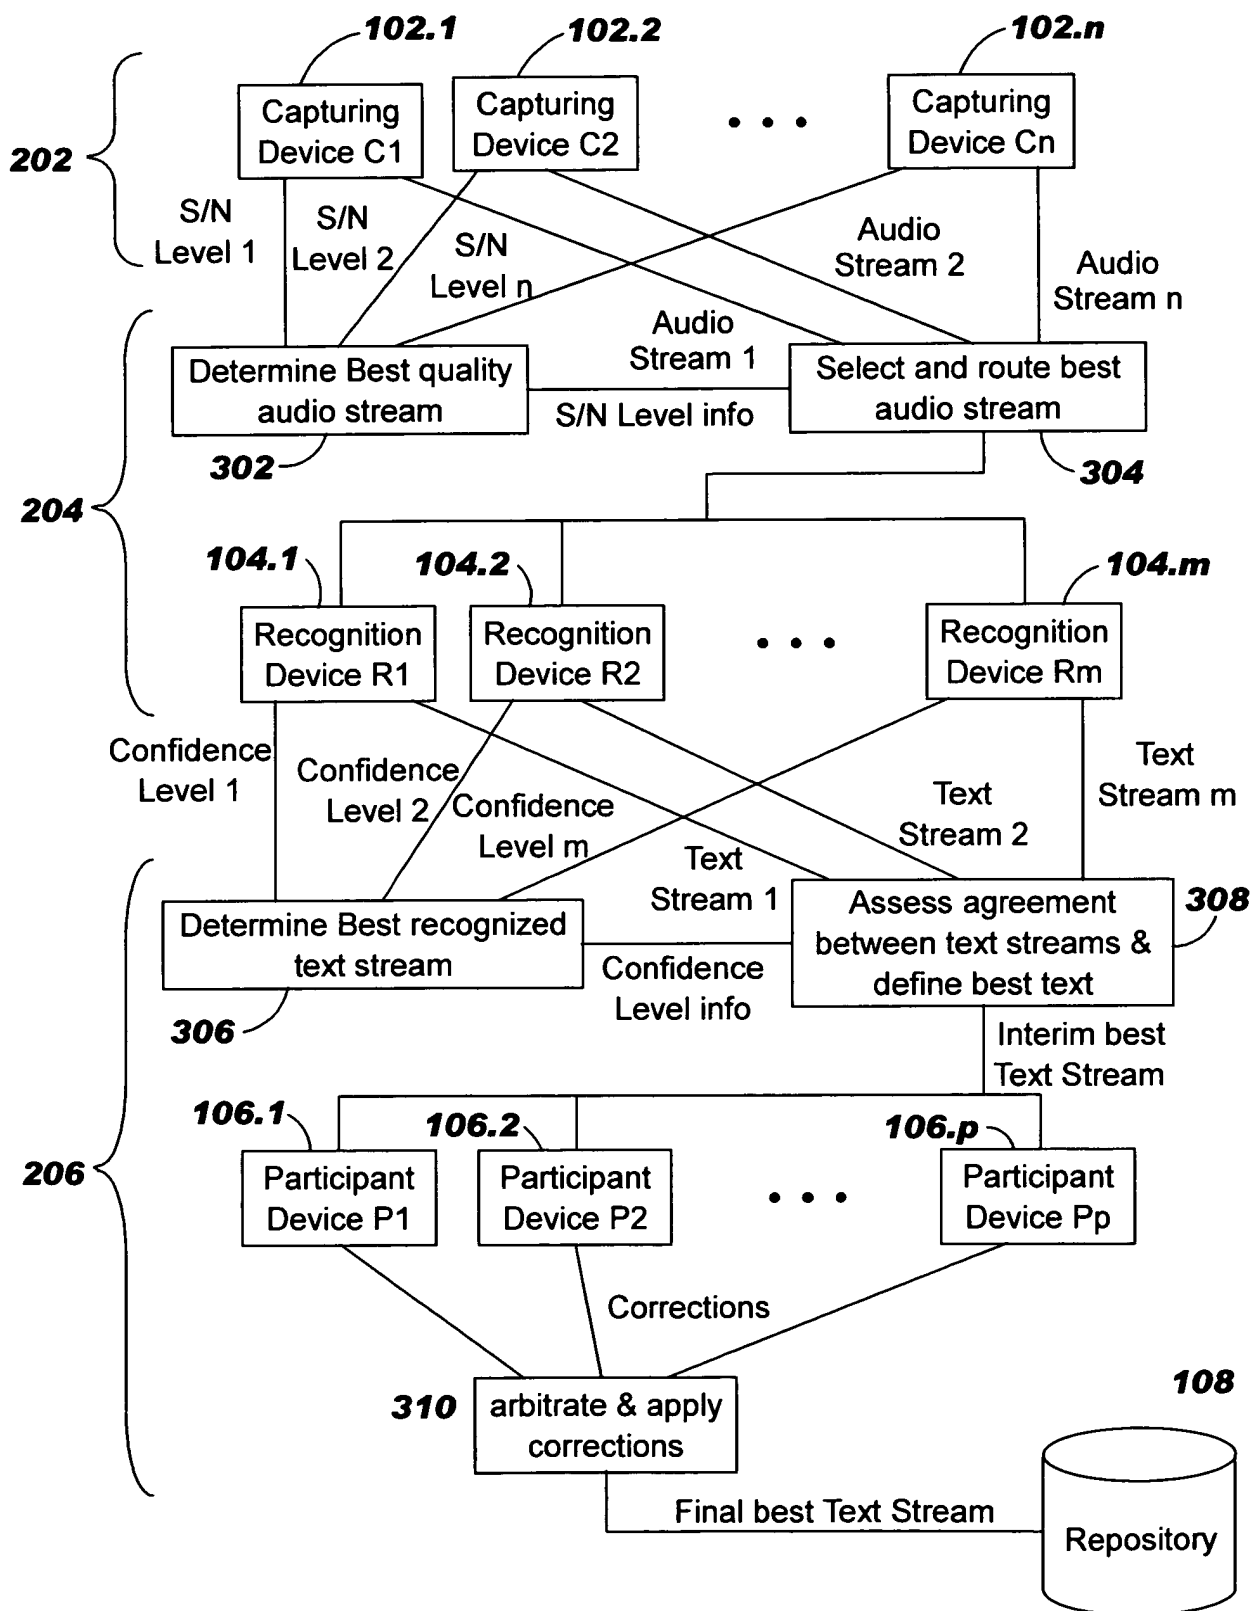 102.1
102.2
102.n
Capturing
Device C1
Capturing
Device C2
Capturing
Device Cn
202
S/N
Level 1
S/N
Level 2
S/N
Level n
Audio
Stream 2
Audio
Stream n
Audio
Stream 1
Determine Best quality
audio stream
S/N Level info
Select and route best
audio stream
302
304
204
104.1
104.2
104.m
Recognition
Device R1
Recognition
Device R2
Recognition
Device Rm
Confidence
Level 1
Confidence
Level 2
Confidence
Level m
Text
Stream 1
Text
Stream 2
Text
Stream m
Determine Best recognized
text stream
Confidence
Level info
Assess agreement
between text streams &
define best text
308
306
Interim best
Text Stream
206
106.1
106.2
106.p
Participant
Device P1
Participant
Device P2
Participant
Device Pp
Corrections
310
arbitrate & apply
corrections
108
Final best Text Stream
Repository